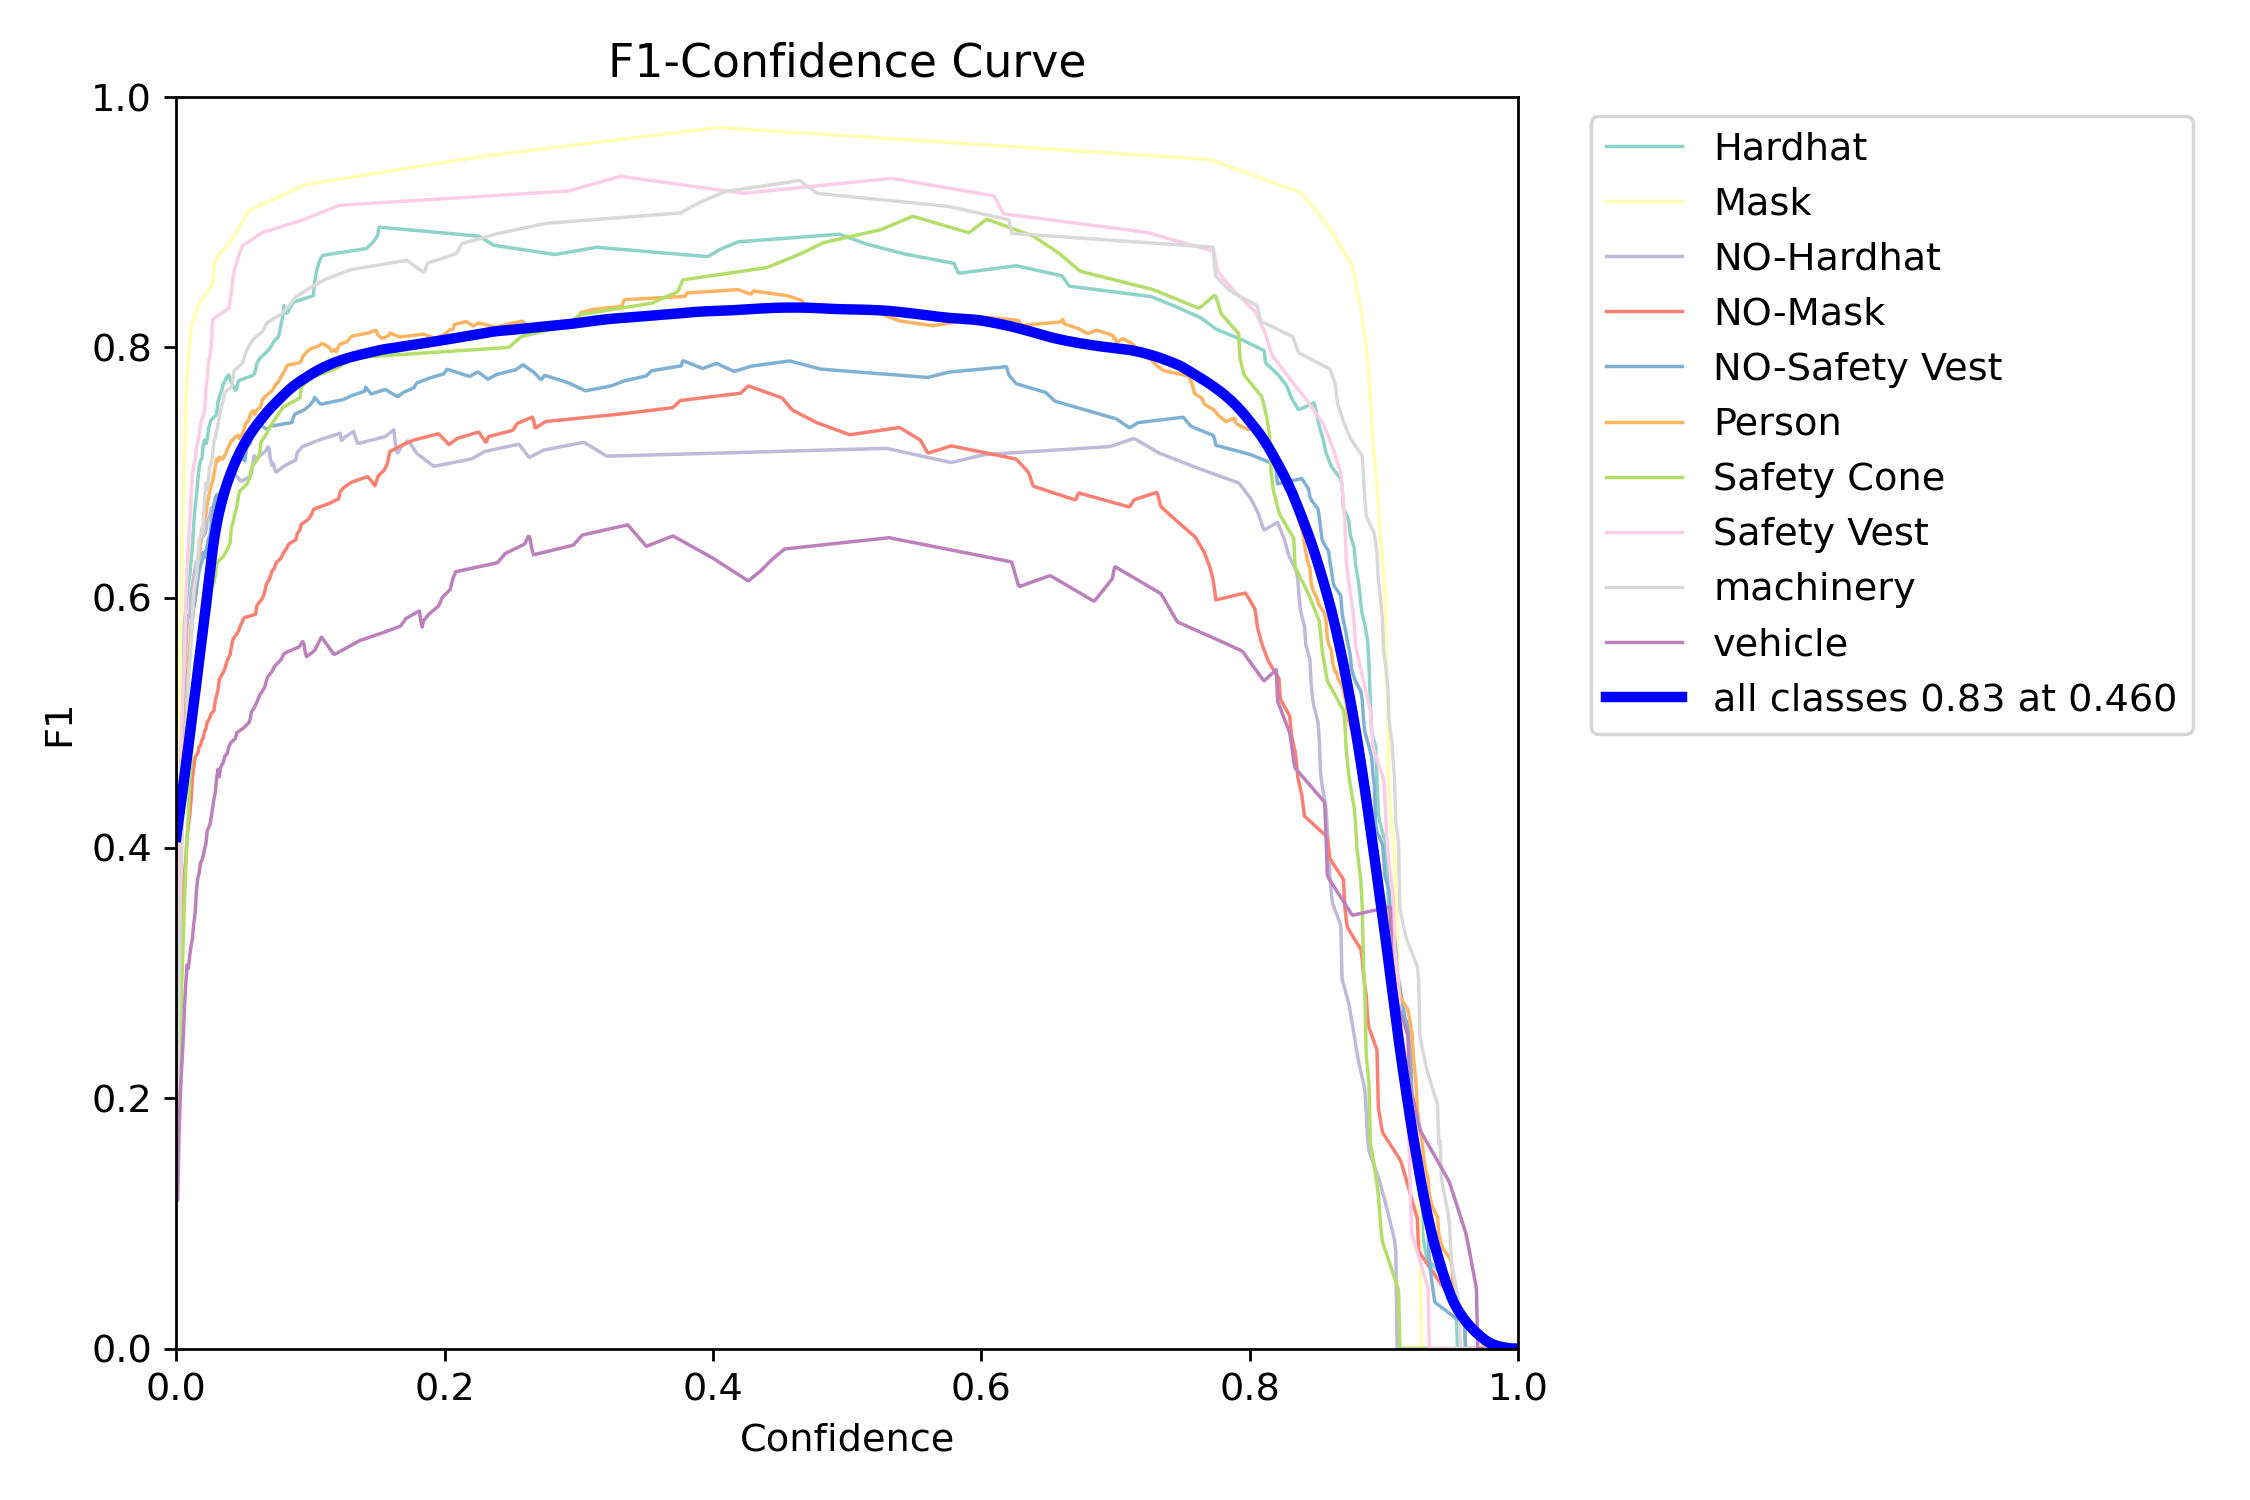 F1-Confidence Curve
1.0
0.8
0.6
0.4
0.2
0.0
F1
0.0 0.2 0.4 0.6 0.8 1.0
Confidence
Hardhat
Mask
NO-Hardhat
NO-Mask
NO-Safety Vest
Person
Safety Cone
Safety Vest
machinery
vehicle
all classes 0.83 at 0.460